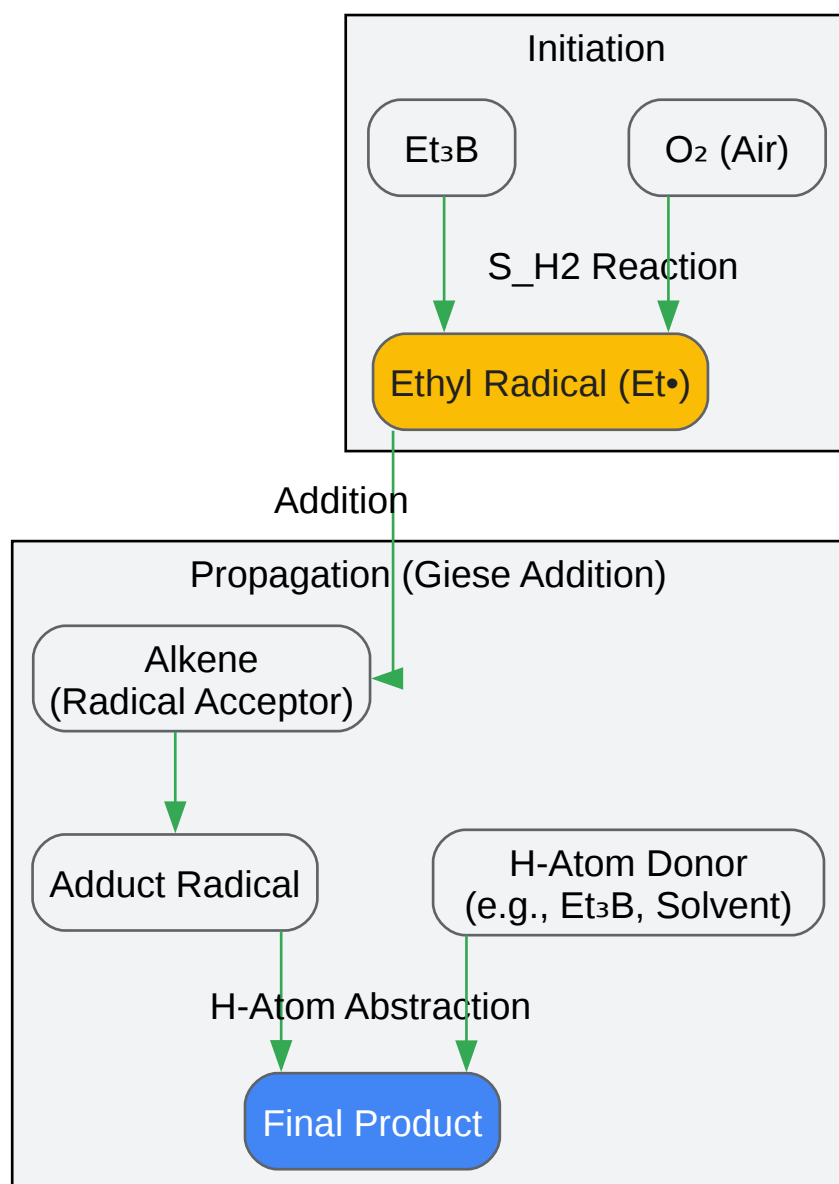 Initiation
Et₃B
O₂ (Air)
S_H2 Reaction
Ethyl Radical (Et•)
Addition
Propagation (Giese Addition)
Alkene
(Radical Acceptor)
Adduct Radical
H-Atom Donor
(e.g., Et₃B, Solvent)
H-Atom Abstraction
Final Product